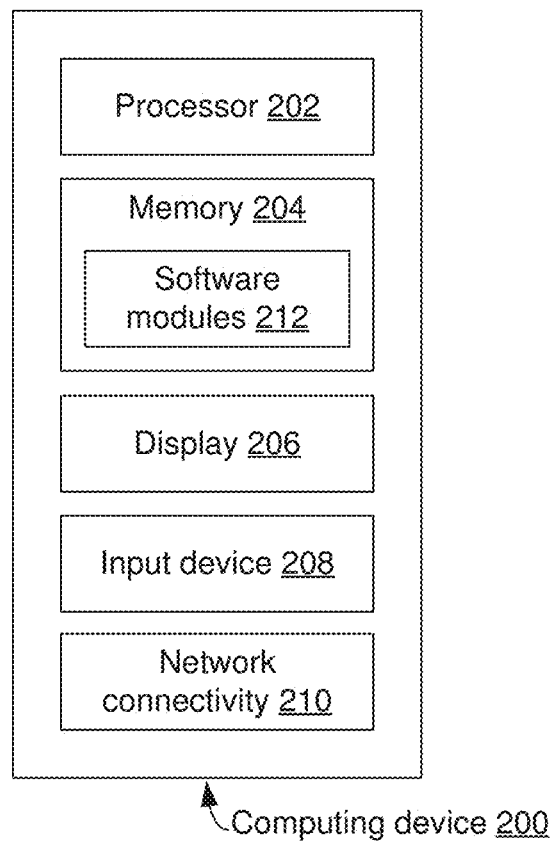 Processor 202
Memory 204
Software
modules 212
Display 206
Input device 208
Network
connectivity 210
Computing device 200